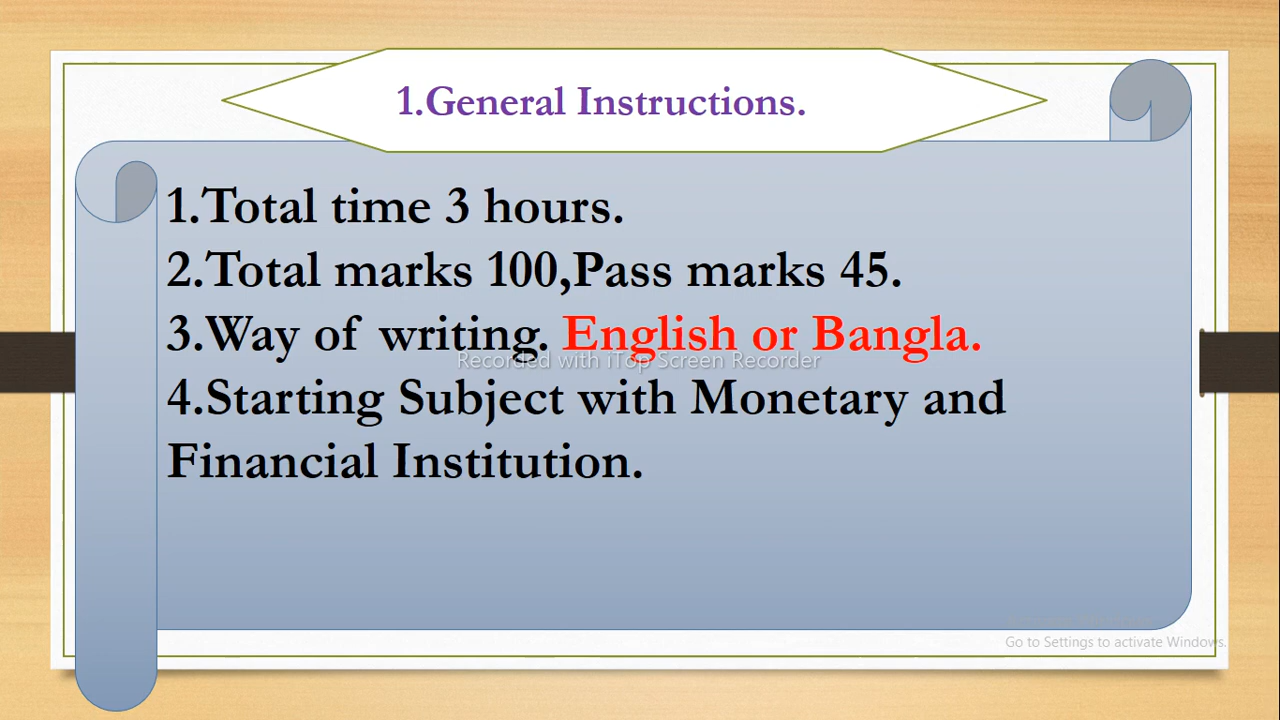 1.General Instructions.
1.Total time 3 hours.
2.Total marks 100,Pass marks 45.
3.Way of writing. English or Bangla.
Recorded with iTop Screen Recorder
4.Starting Subject with Monetary and
Financial Institution.
Go to Settings to activate Windows.